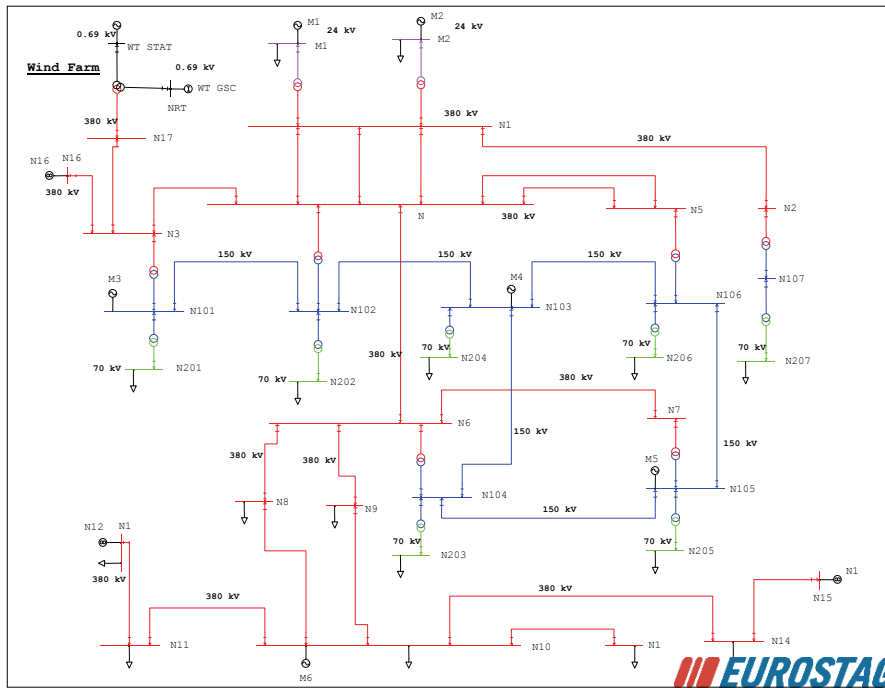 M1
M2
24 kV
24 kV
0.69 kV
WT STAT
M1
M2
Wind Farm
0.69 kV
WT GSC
NRT
380 kV
380 kV
N1
N17
380 kV
N16
N16
380 kV
N
380 kV
N5
N2
N3
150 kV
150 kV
150 kV
M3
M4
N107
N101
N102
N103
N106
70 kV
N201
70 kV
N202
70 kV
N204
70 kV
N206
70 kV
N207
380 kV
380 kV
N6
N7
380 kV
380 kV
150 kV
150 kV
M5
N8
N9
N104
N105
150 kV
N12
N1
70 kV
N203
70 kV
N205
380 kV
N1
N15
380 kV
380 kV
N11
N10
N1
N14
M6
EUROSTAG